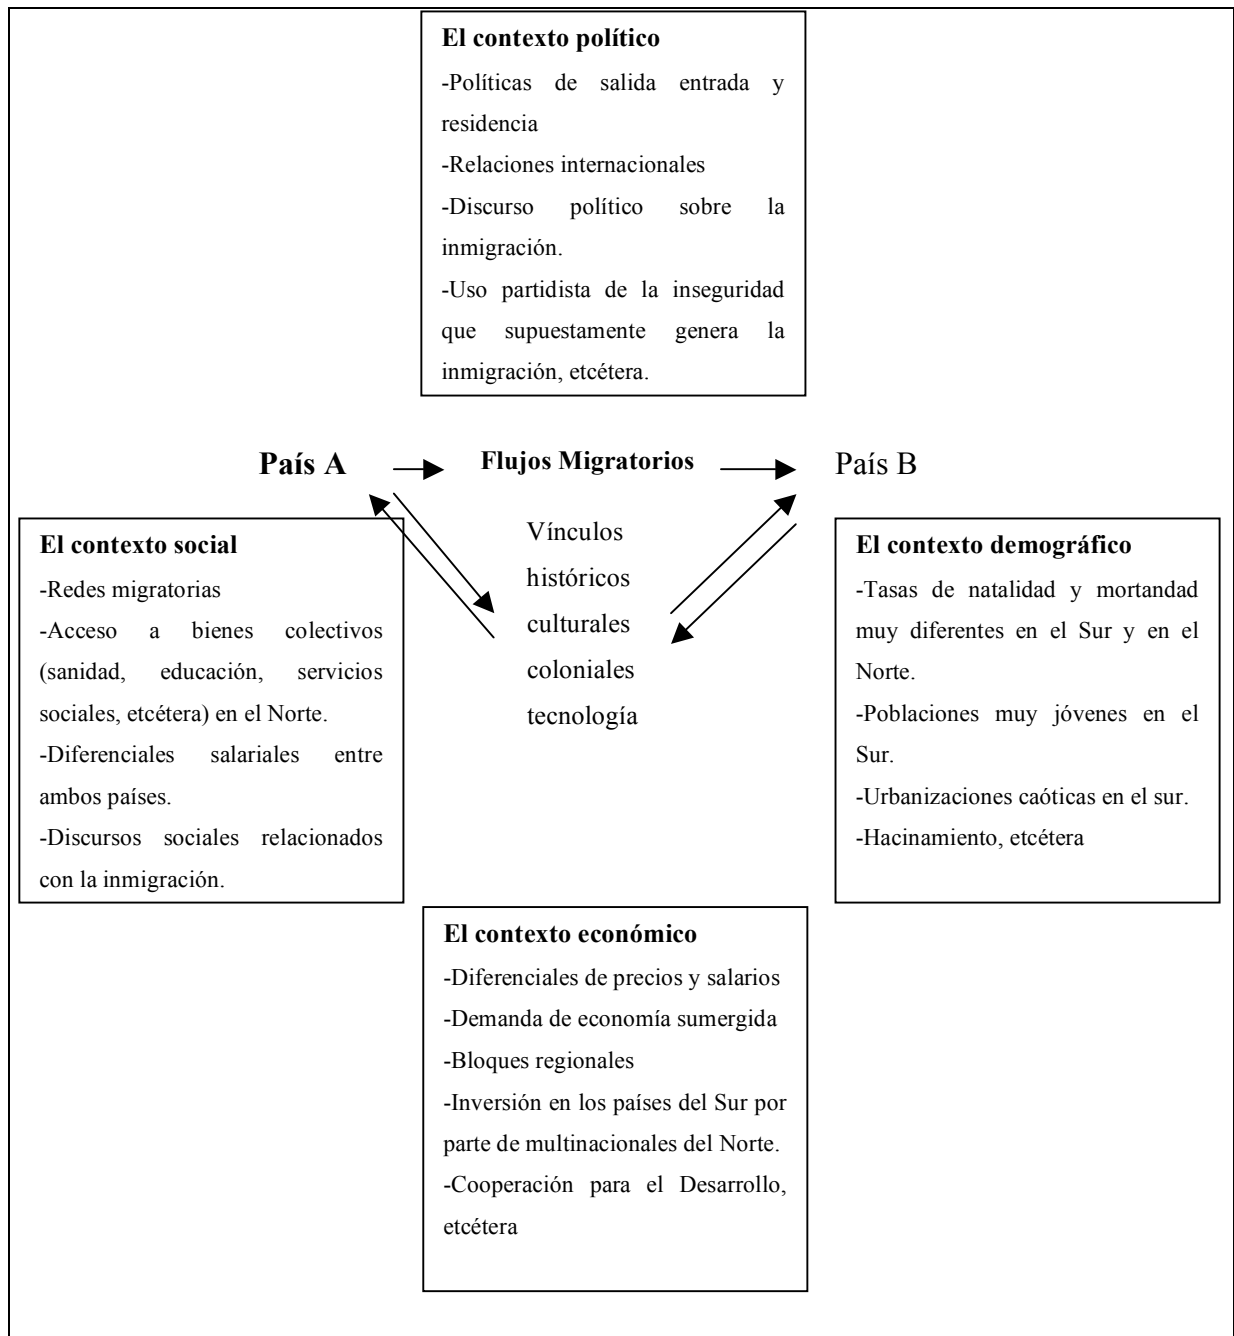 El contexto político
-Políticas de salida entrada y
residencia
-Relaciones internacionales
-Discurso político sobre la
inmigración.
-Uso partidista de la inseguridad
que supuestamente genera la
inmigración, etcétera.
País A
Flujos Migratorios
País B
Vínculos
históricos
culturales
coloniales
tecnología
El contexto social
-Redes migratorias
-Acceso a bienes colectivos
(sanidad, educación, servicios
sociales, etcétera) en el Norte.
-Diferenciales salariales entre
ambos países.
-Discursos sociales relacionados
con la inmigración.
El contexto demográfico
-Tasas de natalidad y mortandad
muy diferentes en el Sur y en el
Norte.
-Poblaciones muy jóvenes en el
Sur.
-Urbanizaciones caóticas en el sur.
-Hacinamiento, etcétera
El contexto económico
-Diferenciales de precios y salarios
-Demanda de economía sumergida
-Bloques regionales
-Inversión en los países del Sur por
parte de multinacionales del Norte.
-Cooperación para el Desarrollo,
etcétera